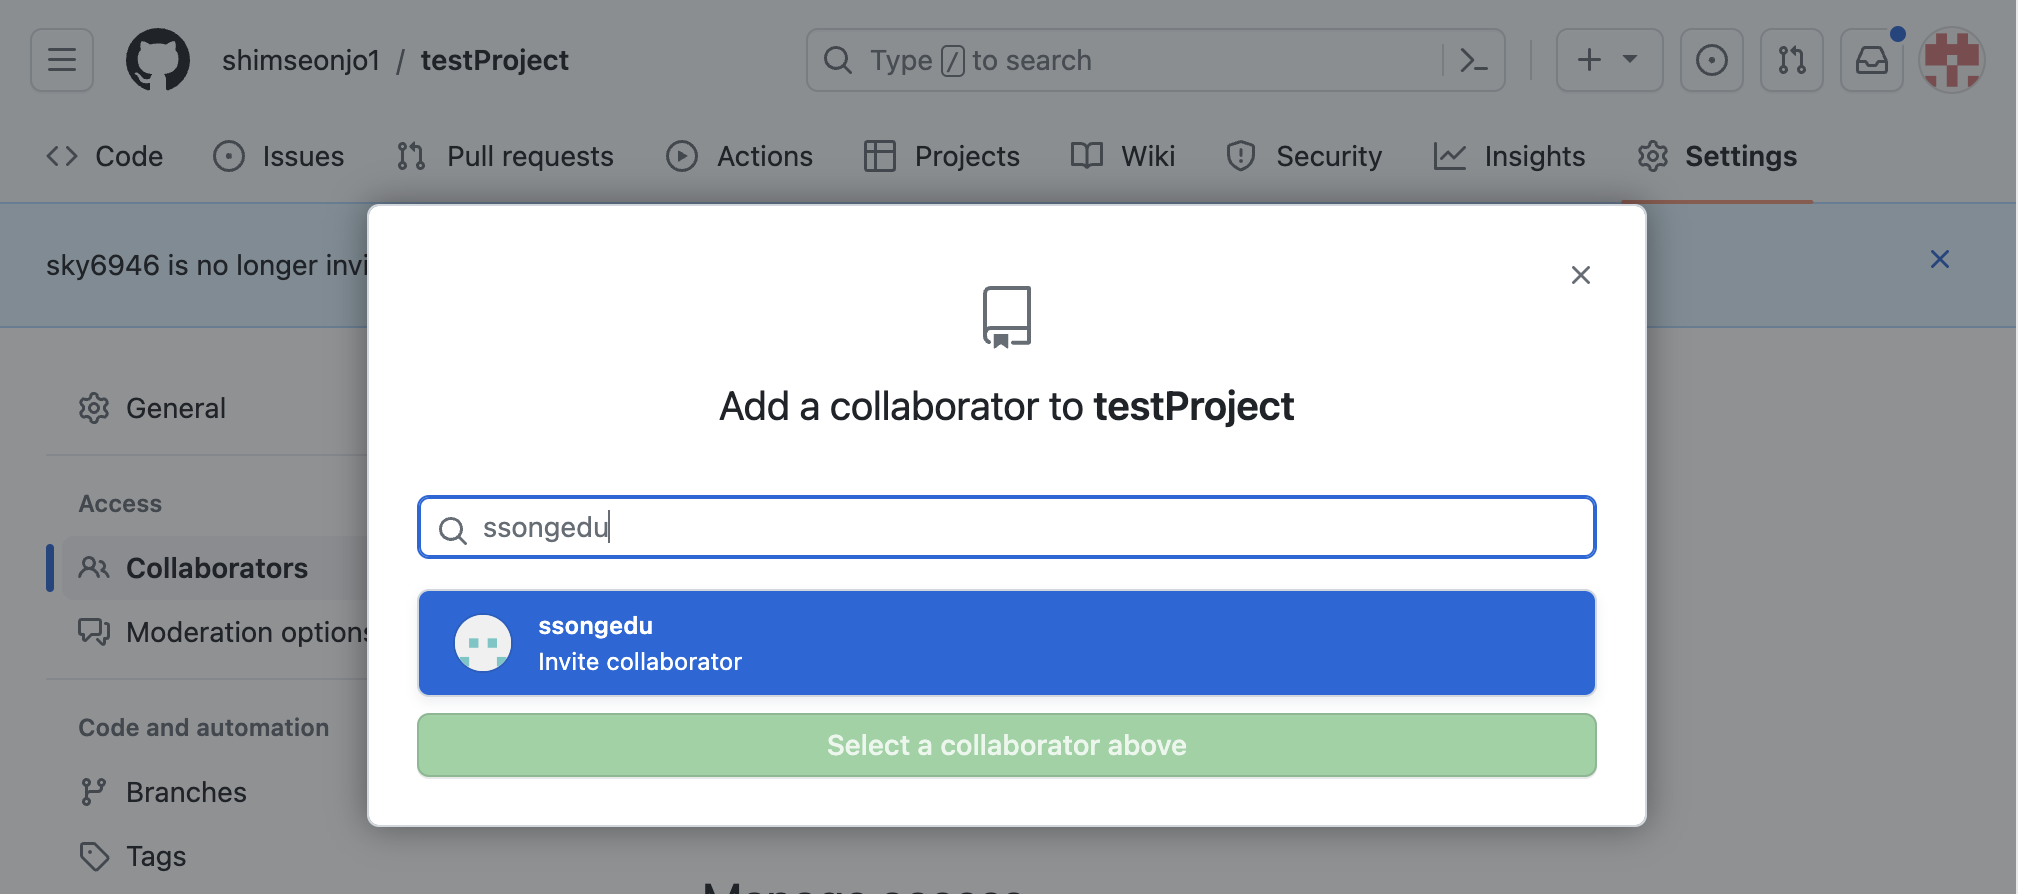 shimseonjo1 / testProject
Type / to search
Code Issues Pull requests Actions Projects Wiki Security Insights Settings
sky6946 is no longer invi
Add a collaborator to testProject
ssongedu
ssongedu
Invite collaborator
Select a collaborator above
General
Access
Collaborators
Moderation options
Code and automation
Branches
Tags
Manage access